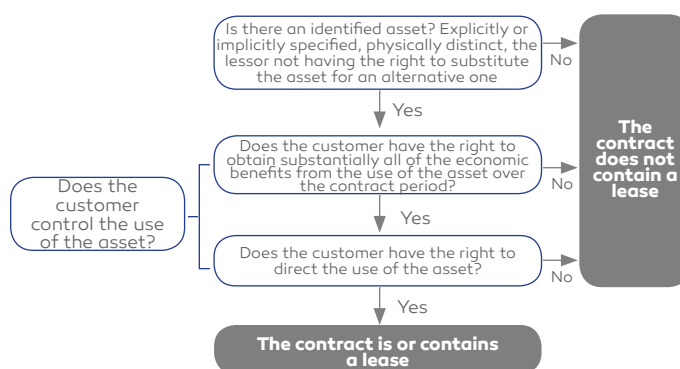 Is there an identified asset? Explicitly or
implicitly specified, physically distinct, the
lessor not having the right to substitute
the asset for an alternative one
No
Yes
The
contract
does not
contain a
lease
Does the customer have the right to
obtain substantially all of the economic
benefits from the use of the asset over
the contract period?
No
Does the
customer
control the use
of the asset?
Yes
Does the customer have the right to
direct the use of the asset?
No
Yes
The contract is or contains
a lease